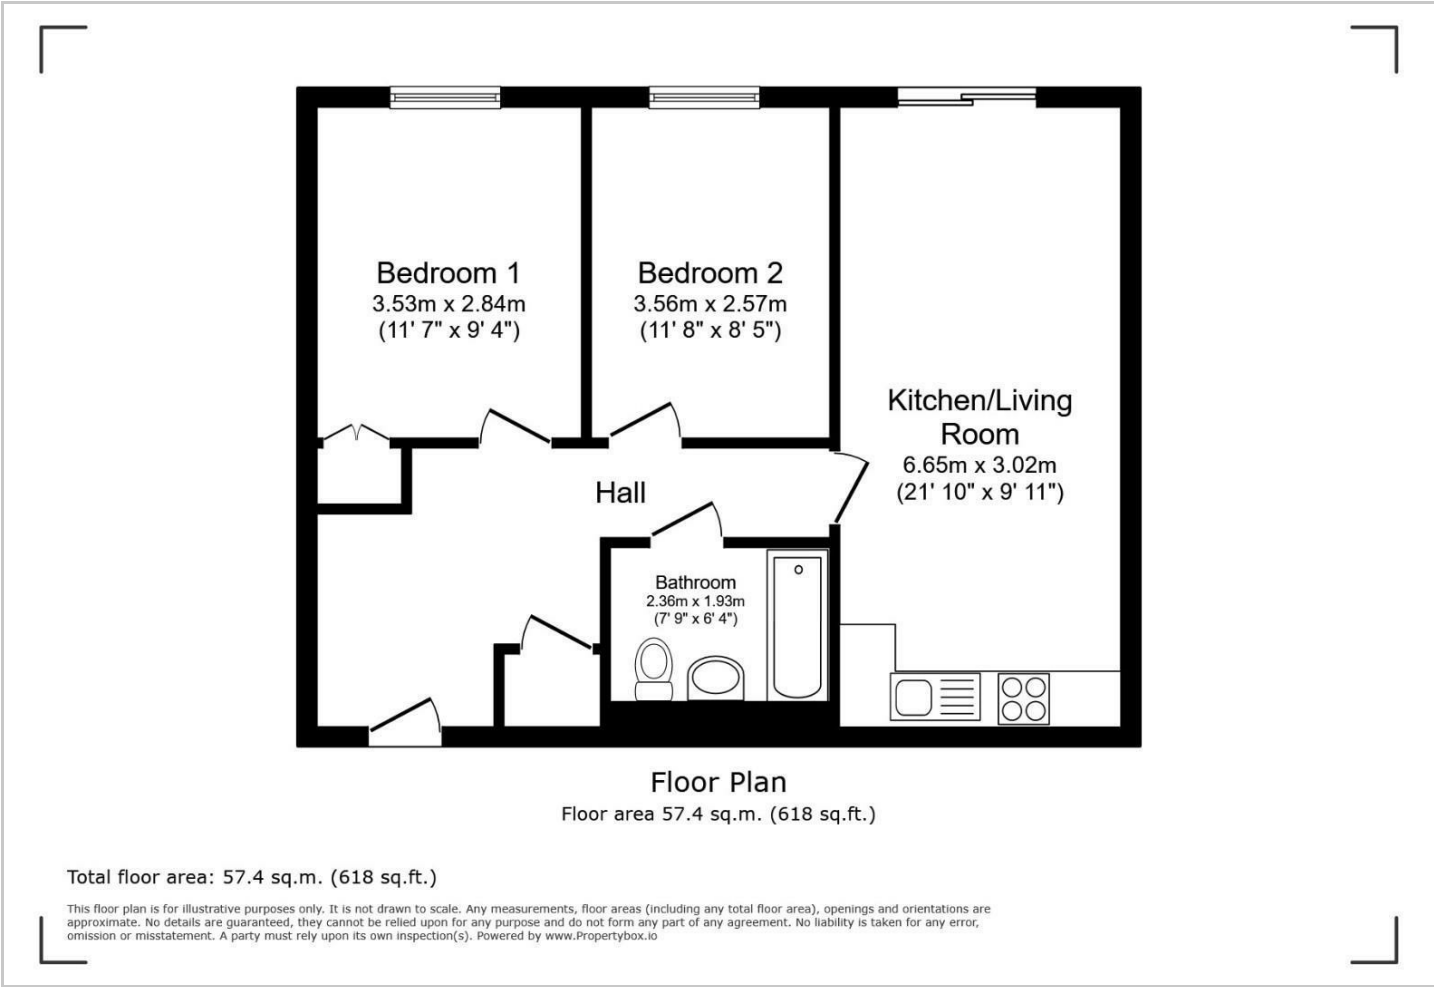 Bedroom 1
3.53m x 2.84m
(11' 7" x 9' 4")
Bedroom 2
3.56m x 2.57m
(11' 8" x 8' 5")
Kitchen/Living
Room
6.65m x 3.02m
(21' 10" x 9' 11")
Hall
Bathroom
2.36m x 1.93m
(7' 9" x 6' 4")
Floor Plan
Floor area 57.4 sq.m. (618 sq.ft.)
Total floor area: 57.4 sq.m. (618 sq.ft.)
This floor plan is for illustrative purposes only. It is not drawn to scale. Any measurements, floor areas (including any total floor area), openings and orientations are
approximate. No details are guaranteed, they cannot be relied upon for any purpose and do not form any part of any agreement. No liability is taken for any error,
omission or misstatement. A party must rely upon its own inspection(s). Powered by www.Propertybox.io